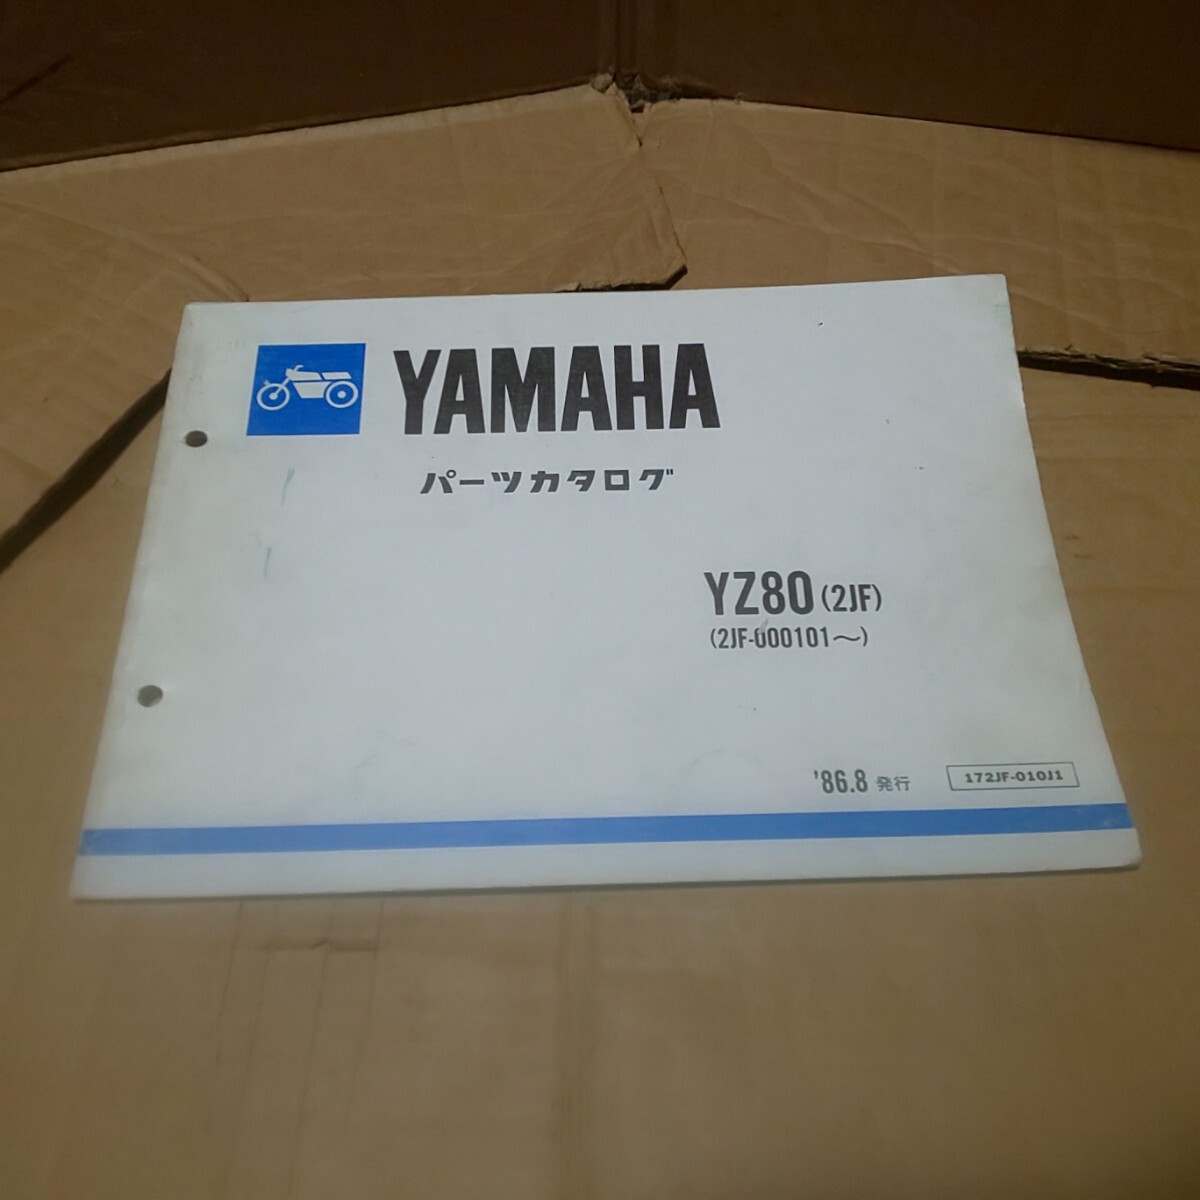 YAMAHA
パーツカタログ
YZ80 (2JF)
(2JF-000101〜)
'86.8 発行
172JF-010J1